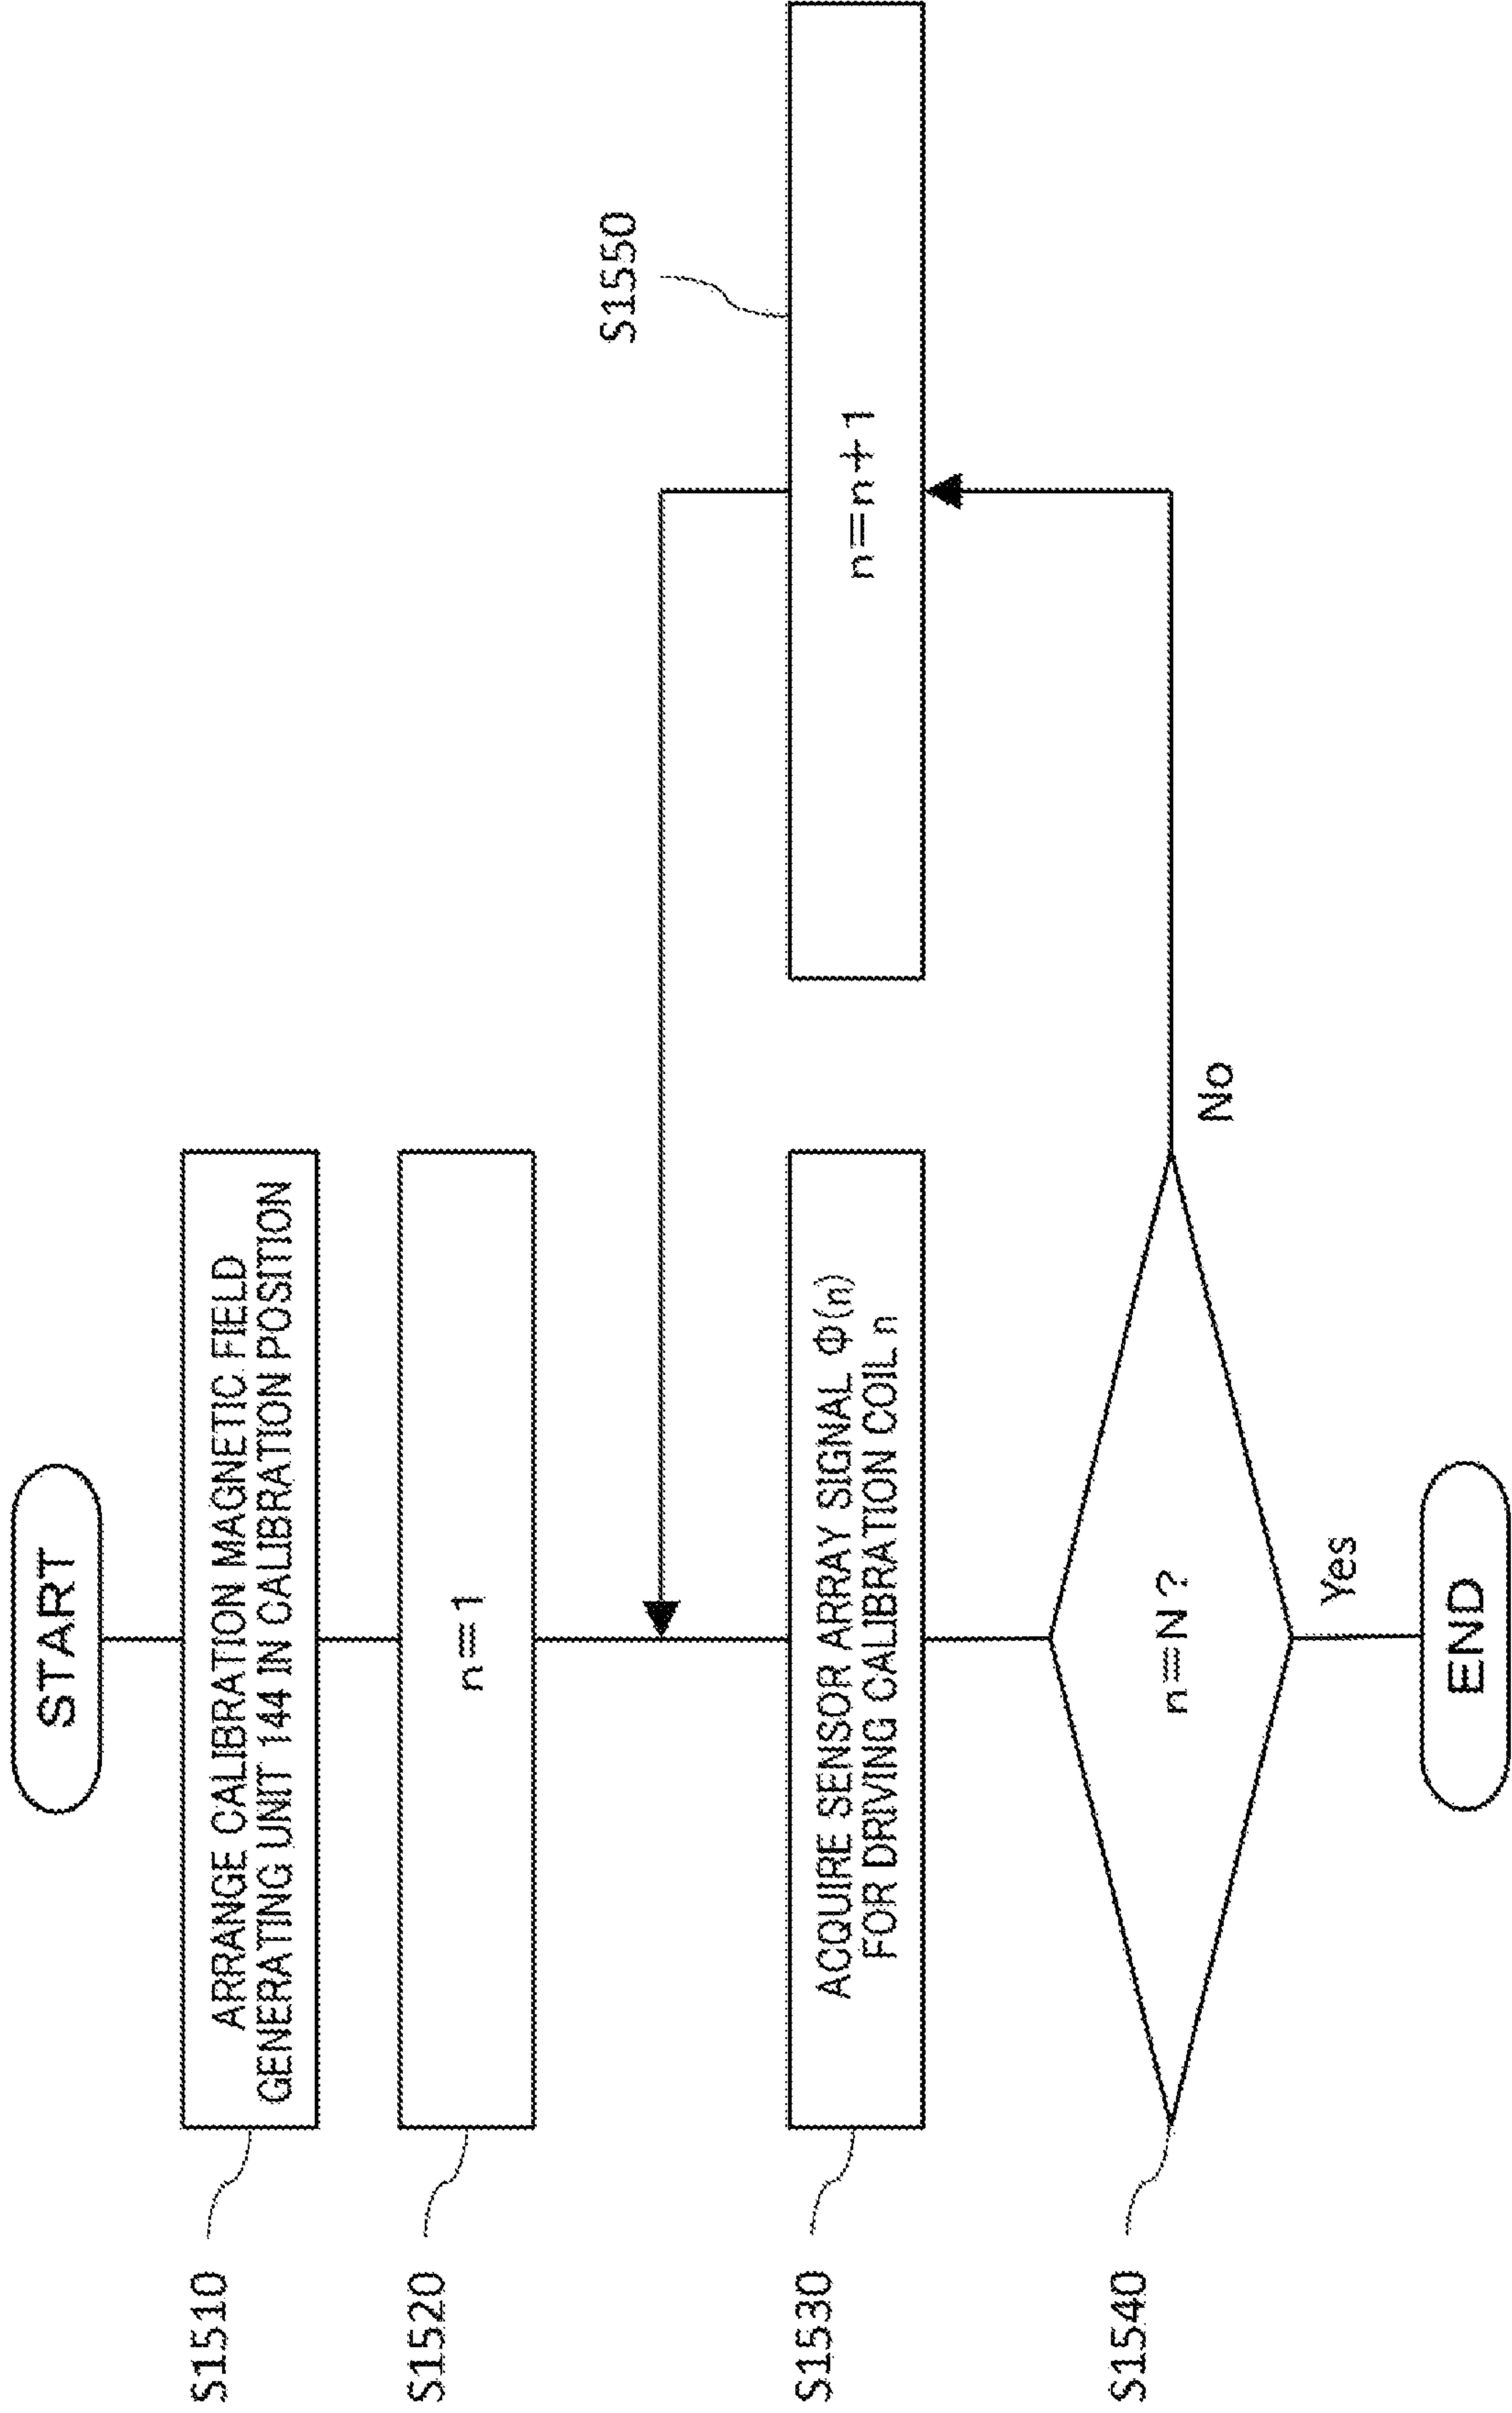 START
S1510
ARRANGE CALIBRATION MAGNETIC FIELD
GENERATING UNIT 144 IN CALIBRATION POSITION
S1520
n=1
S1530
ACQUIRE SENSOR ARRAY SIGNAL Φ(n)
FOR DRIVING CALIBRATION COIL n
S1550
n=n+1
S1540
n=N?
No
Yes
END